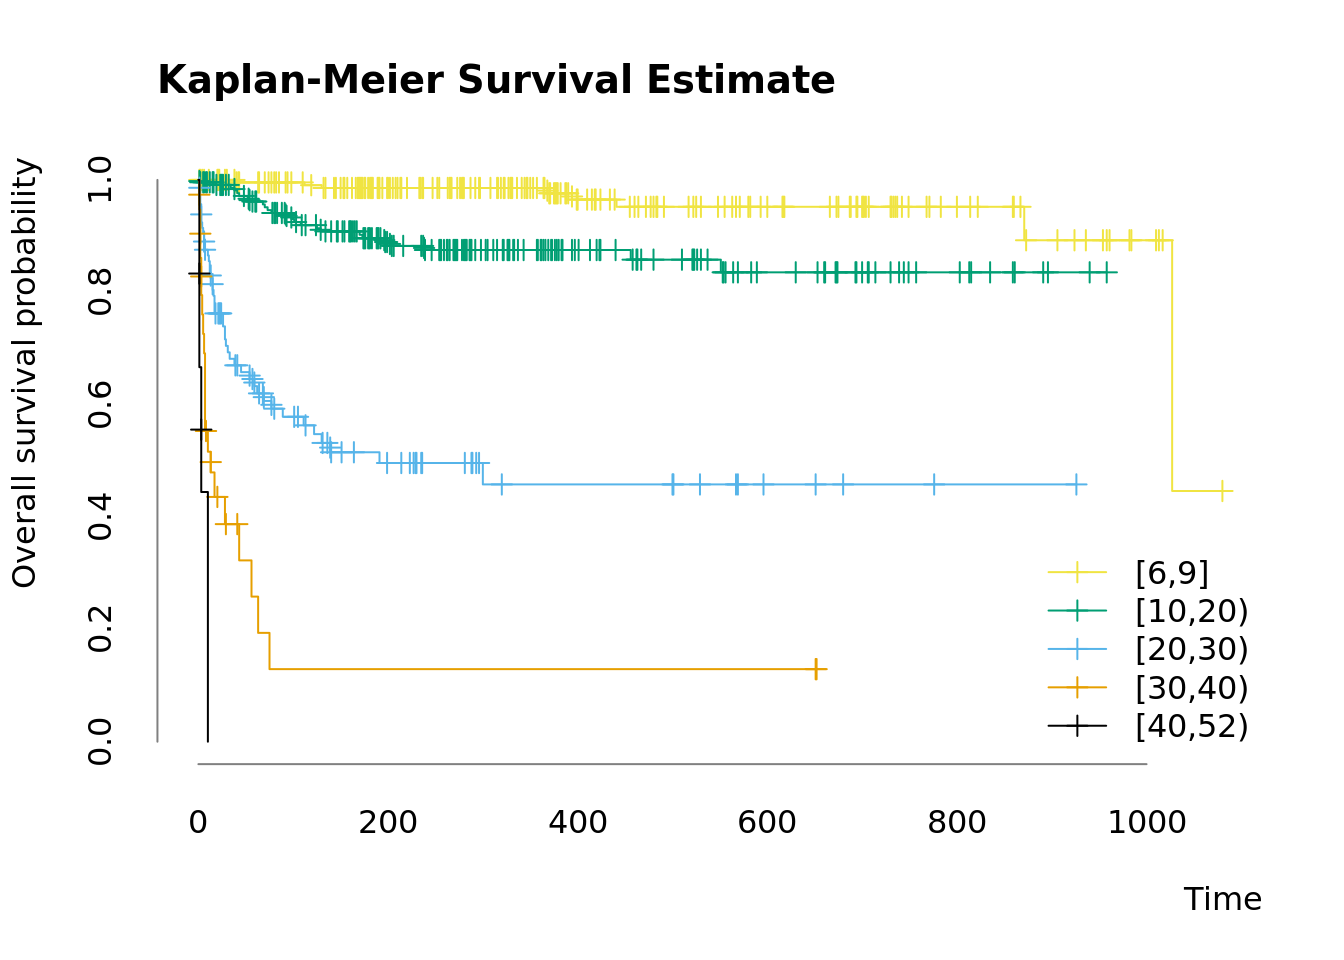 Kaplan-Meier Survival Estimate
Overall survival probability
1.0
0.8
0.6
0.4
0.2
0.0
[6,9]
[10,20)
[20,30)
[30,40)
[40,52)
0 200 400 600 800 1000
Time